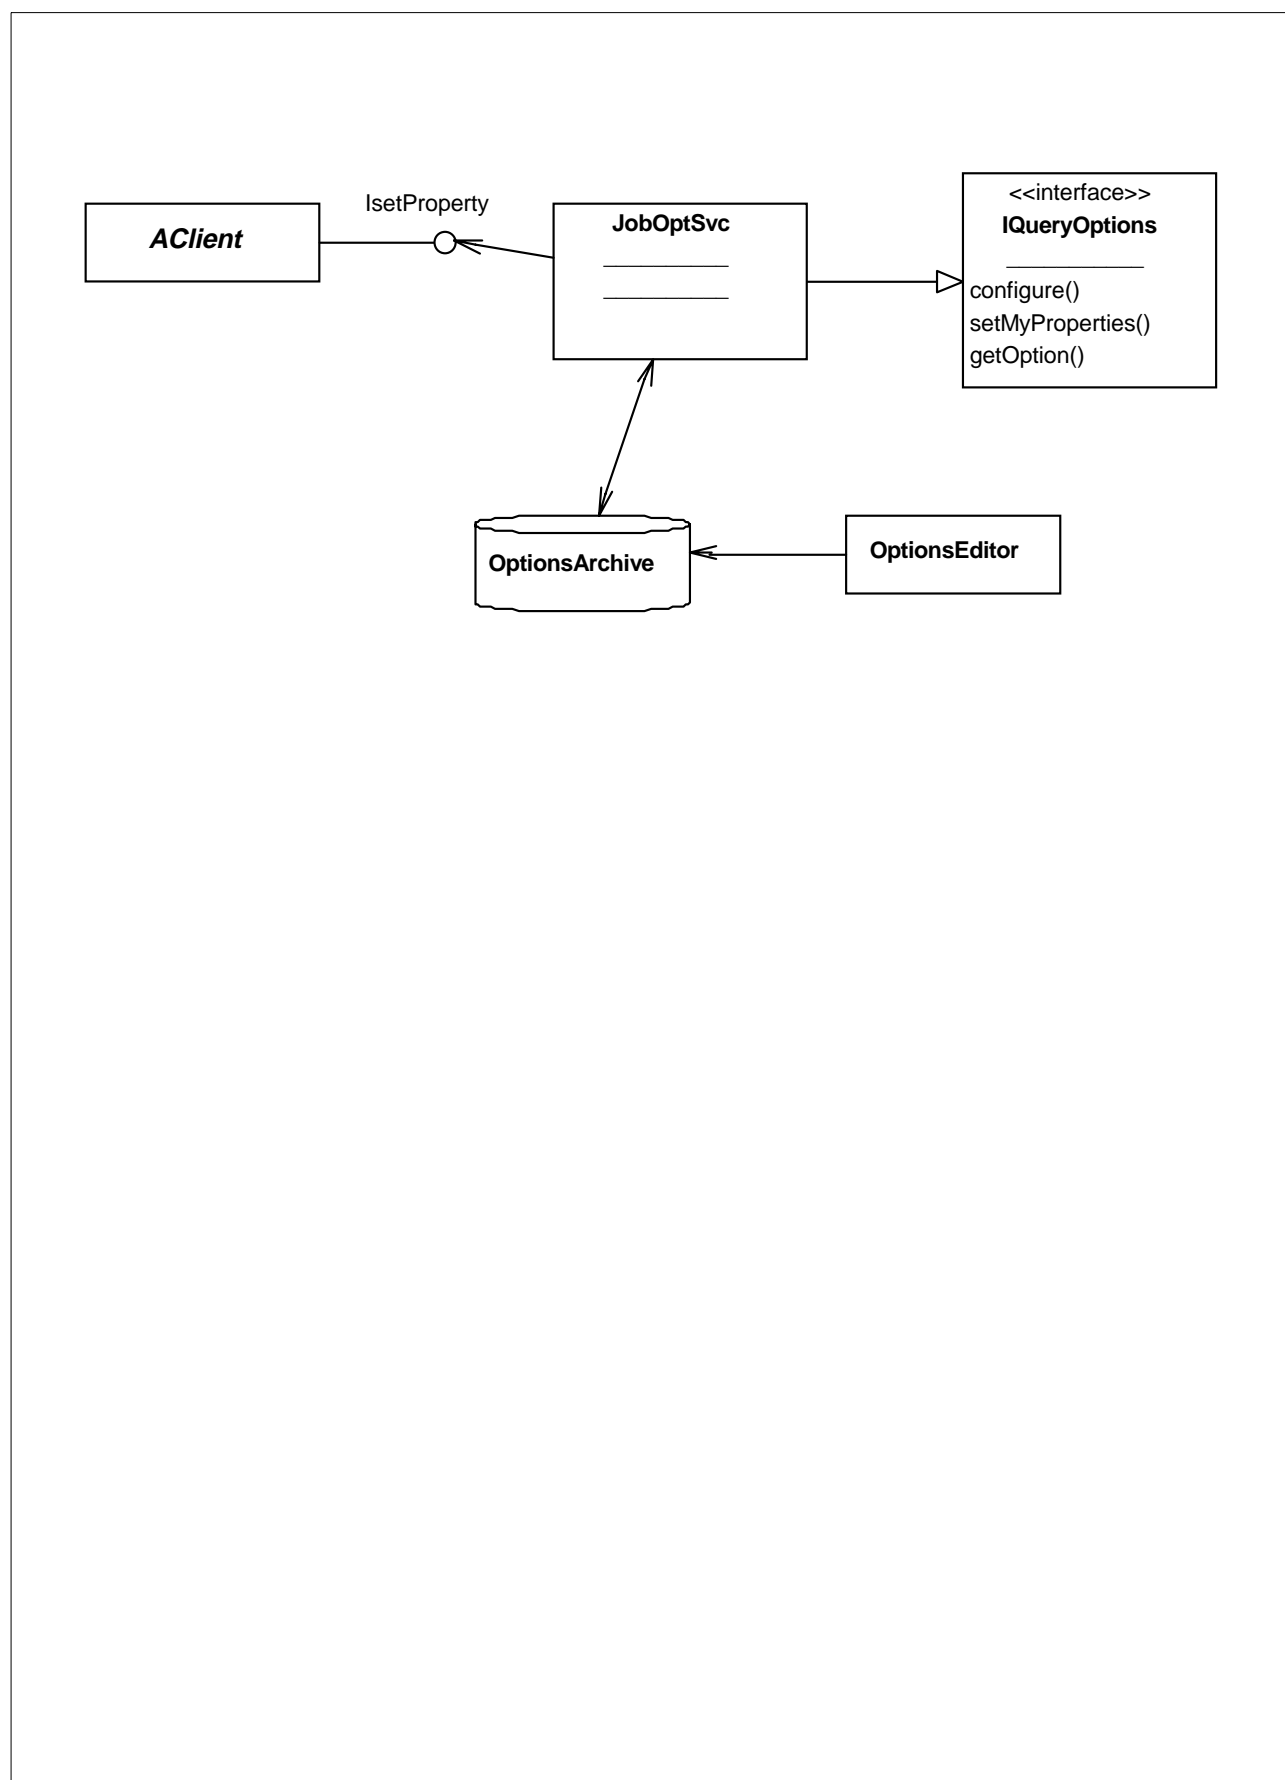 AClient
IsetProperty
JobOptSvc
<<interface>>
IQueryOptions
configure()
setMyProperties()
getOption()
OptionsArchive
OptionsEditor